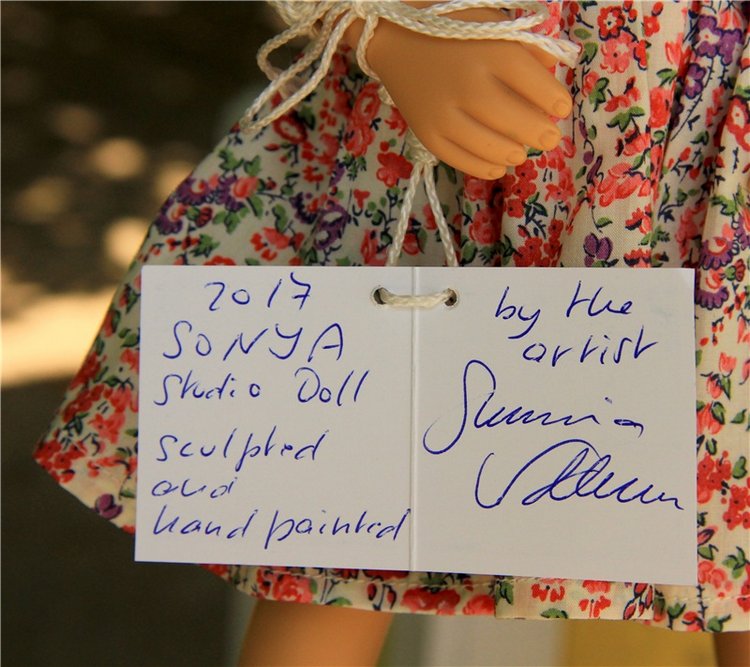 2017
SONYA
Studio Doll
sculpted
and
hand painted
by the
artist